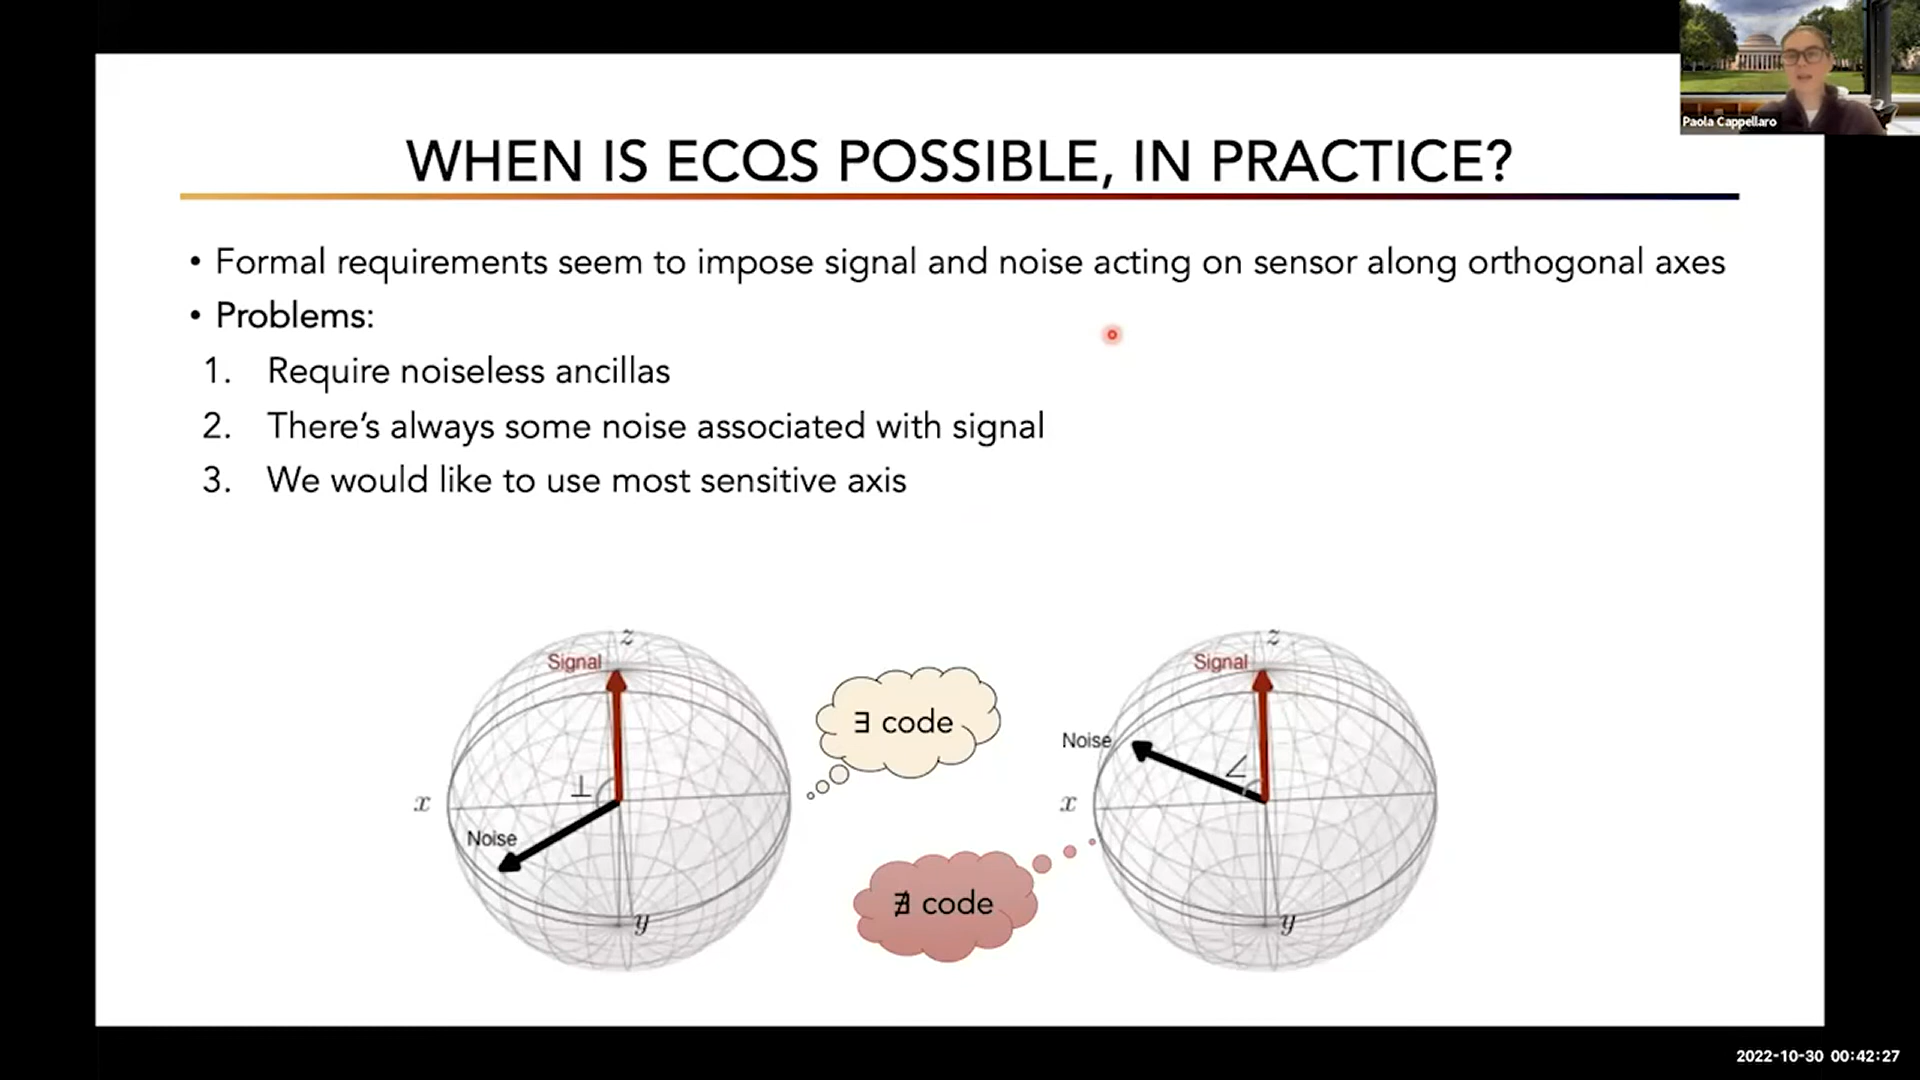 Paola Cappellaro
WHEN IS ECQS POSSIBLE, IN PRACTICE?
• Formal requirements seem to impose signal and noise acting on sensor along orthogonal axes
• Problems:
1. Require noiseless ancillas
2. There's always some noise associated with signal
3. We would like to use most sensitive axis
z
Signal
⊥
x
Noise
y
∃ code
∄ code
z
Signal
Noise
∠
x
y
2022-10-30 00:42:27